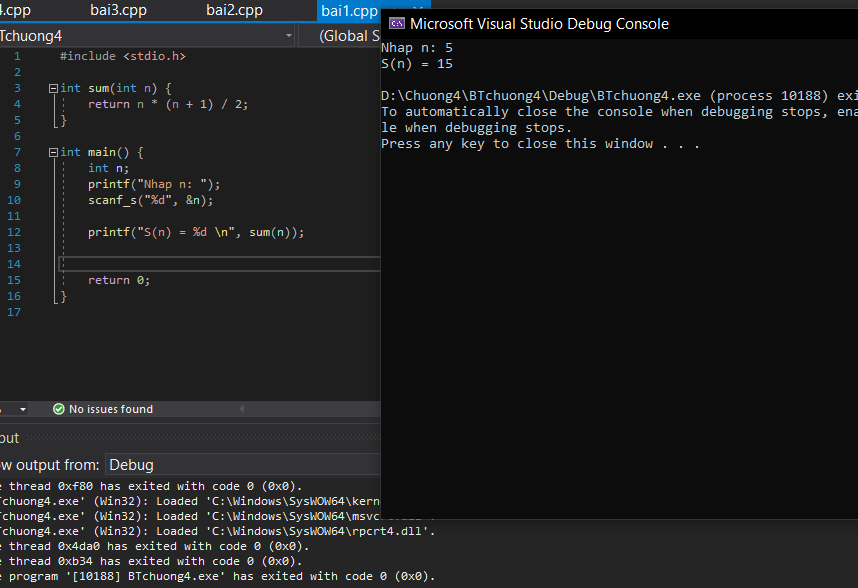 4.cpp bai3.cpp bai2.cpp bai1.cpp
Tchuong4 (Global S
1 #include <stdio.h>
2
3 int sum(int n) {
4 return n * (n + 1) / 2;
5 }
6
7 int main() {
8 int n;
9 printf("Nhap n: ");
10 scanf_s("%d", &n);
11
12 printf("S(n) = %d \n", sum(n));
13
14
15 return 0;
16 }
17
No issues found
put
w output from: Debug
e thread 0xf80 has exited with code 0 (0x0).
Tchuong4.exe' (Win32): Loaded 'C:\Windows\SysWOW64\kern
Tchuong4.exe' (Win32): Loaded 'C:\Windows\SysWOW64\msvc
Tchuong4.exe' (Win32): Loaded 'C:\Windows\SysWOW64\rpcrt4.dll'.
e thread 0x4da0 has exited with code 0 (0x0).
e thread 0xb34 has exited with code 0 (0x0).
e program '[10188] BTchuong4.exe' has exited with code 0 (0x0).
Microsoft Visual Studio Debug Console
Nhap n: 5
S(n) = 15
D:\Chuong4\BTchuong4\Debug\BTchuong4.exe (process 10188) exi
To automatically close the console when debugging stops, ena
le when debugging stops.
Press any key to close this window . . .